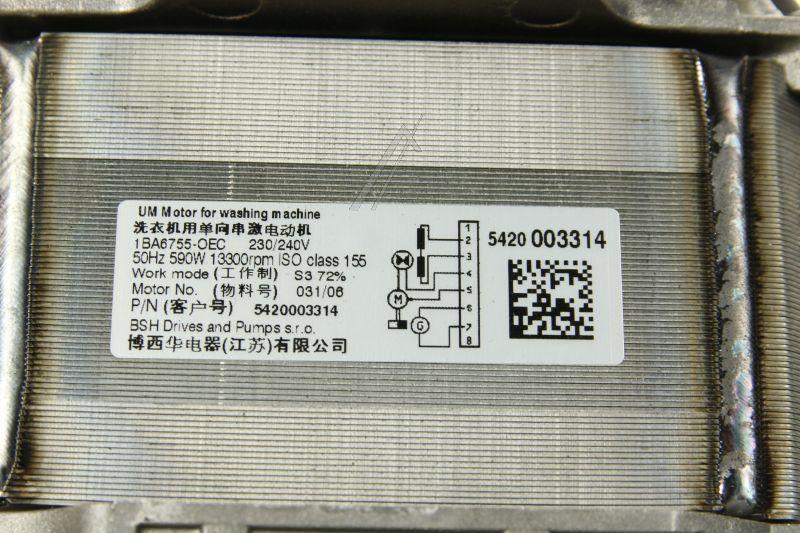 UM Motor for washing machine
洗衣机用单向串激电动机
1BA6755-0EC 230/240V
50Hz 590W 13300rpm ISO class 155
Work mode (工作制) S3 72%
Motor No. (物料号) 031/06
P/N (客户号) 5420003314
BSH Drives and Pumps s.r.o.
博西华电器(江苏)有限公司
1
2
3
4
5
6
7
8
M
G
5420 003314